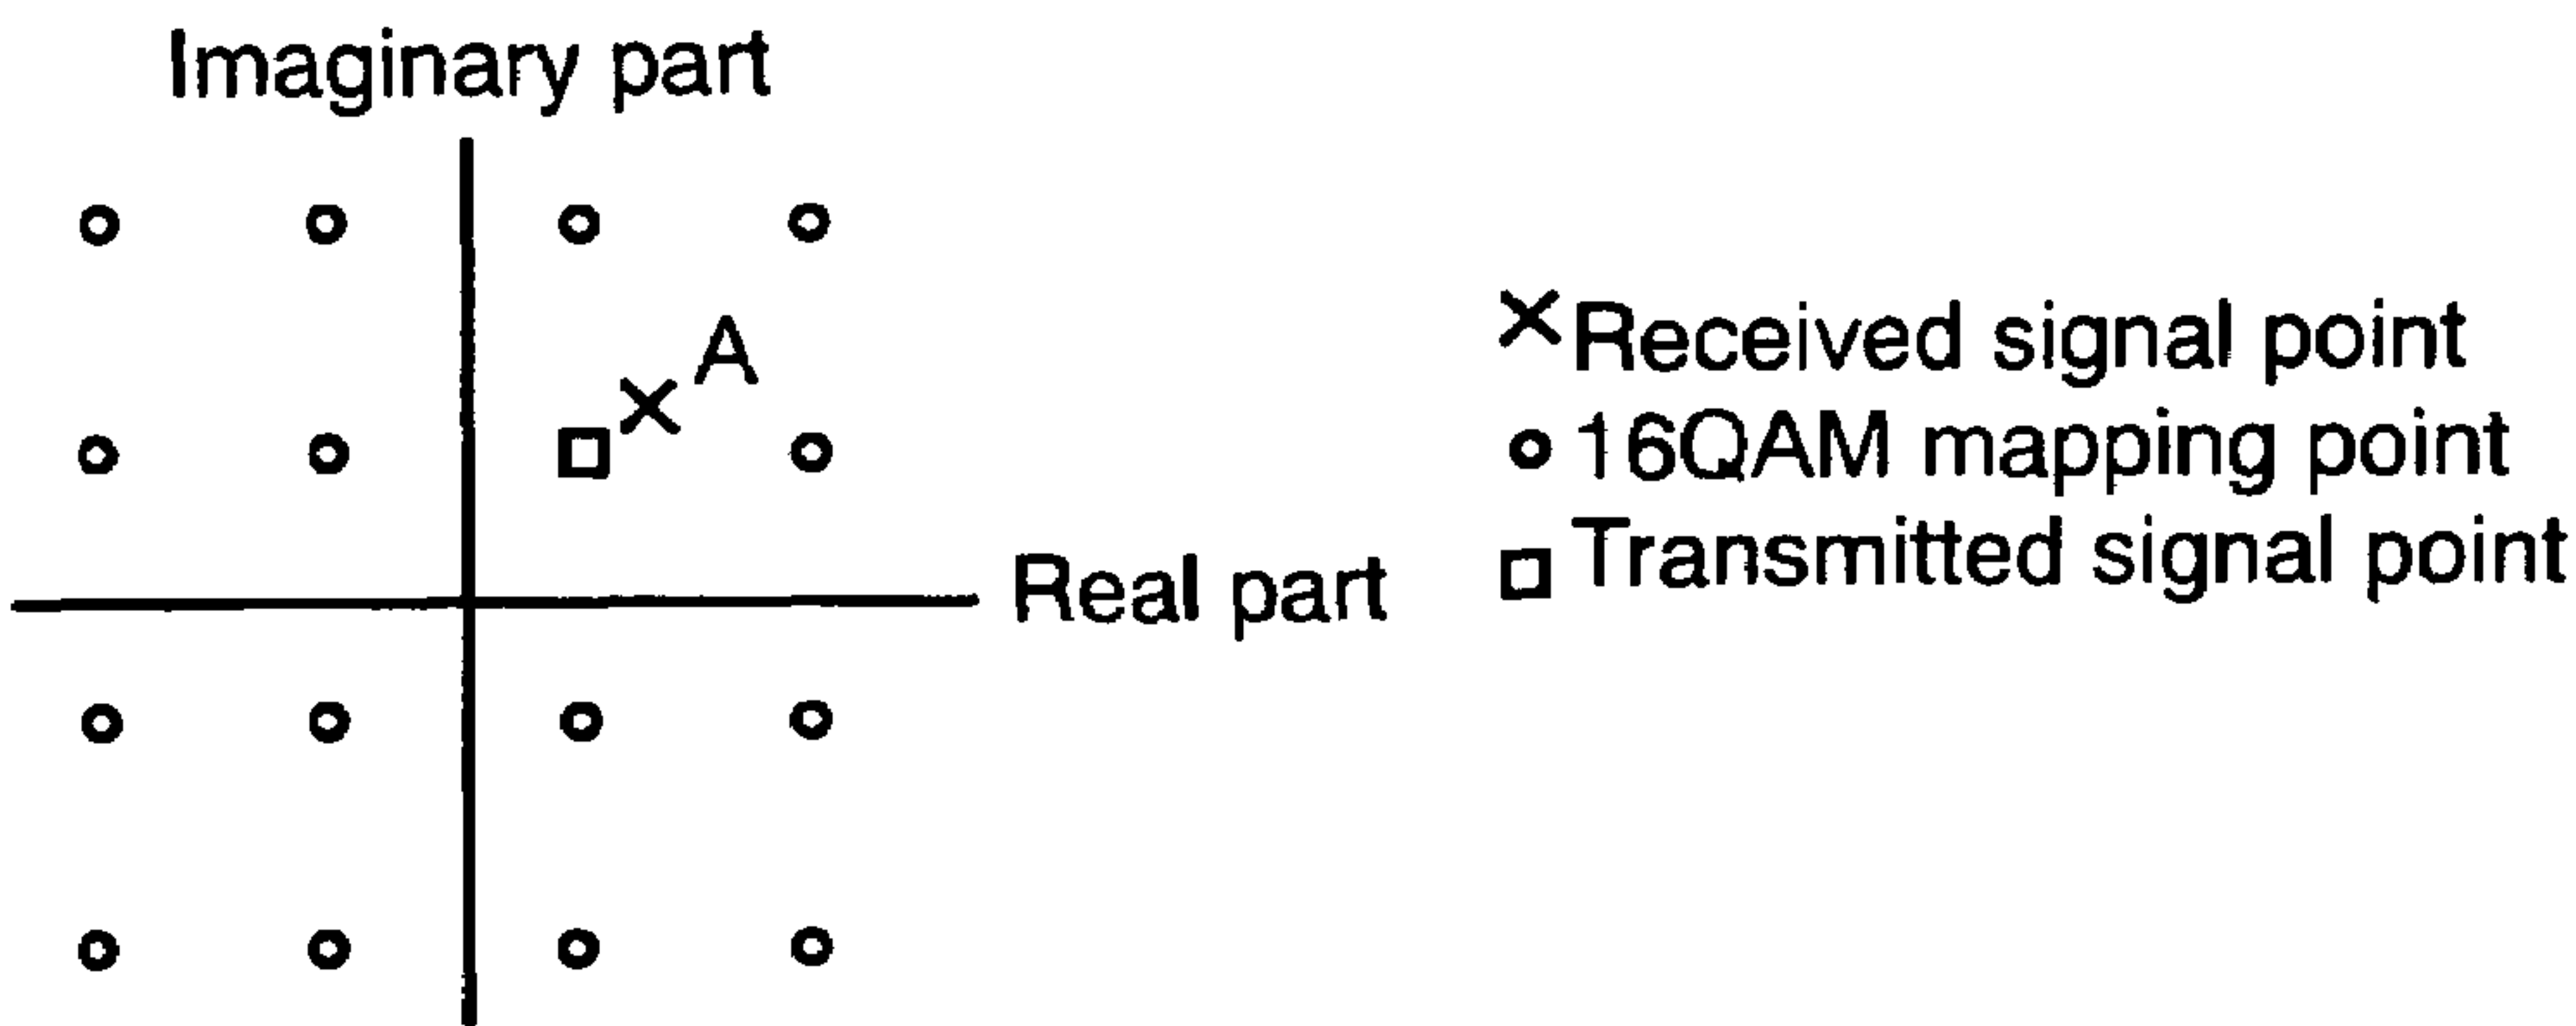 Imaginary part
A
Real part
Received signal point
16QAM mapping point
Transmitted signal point